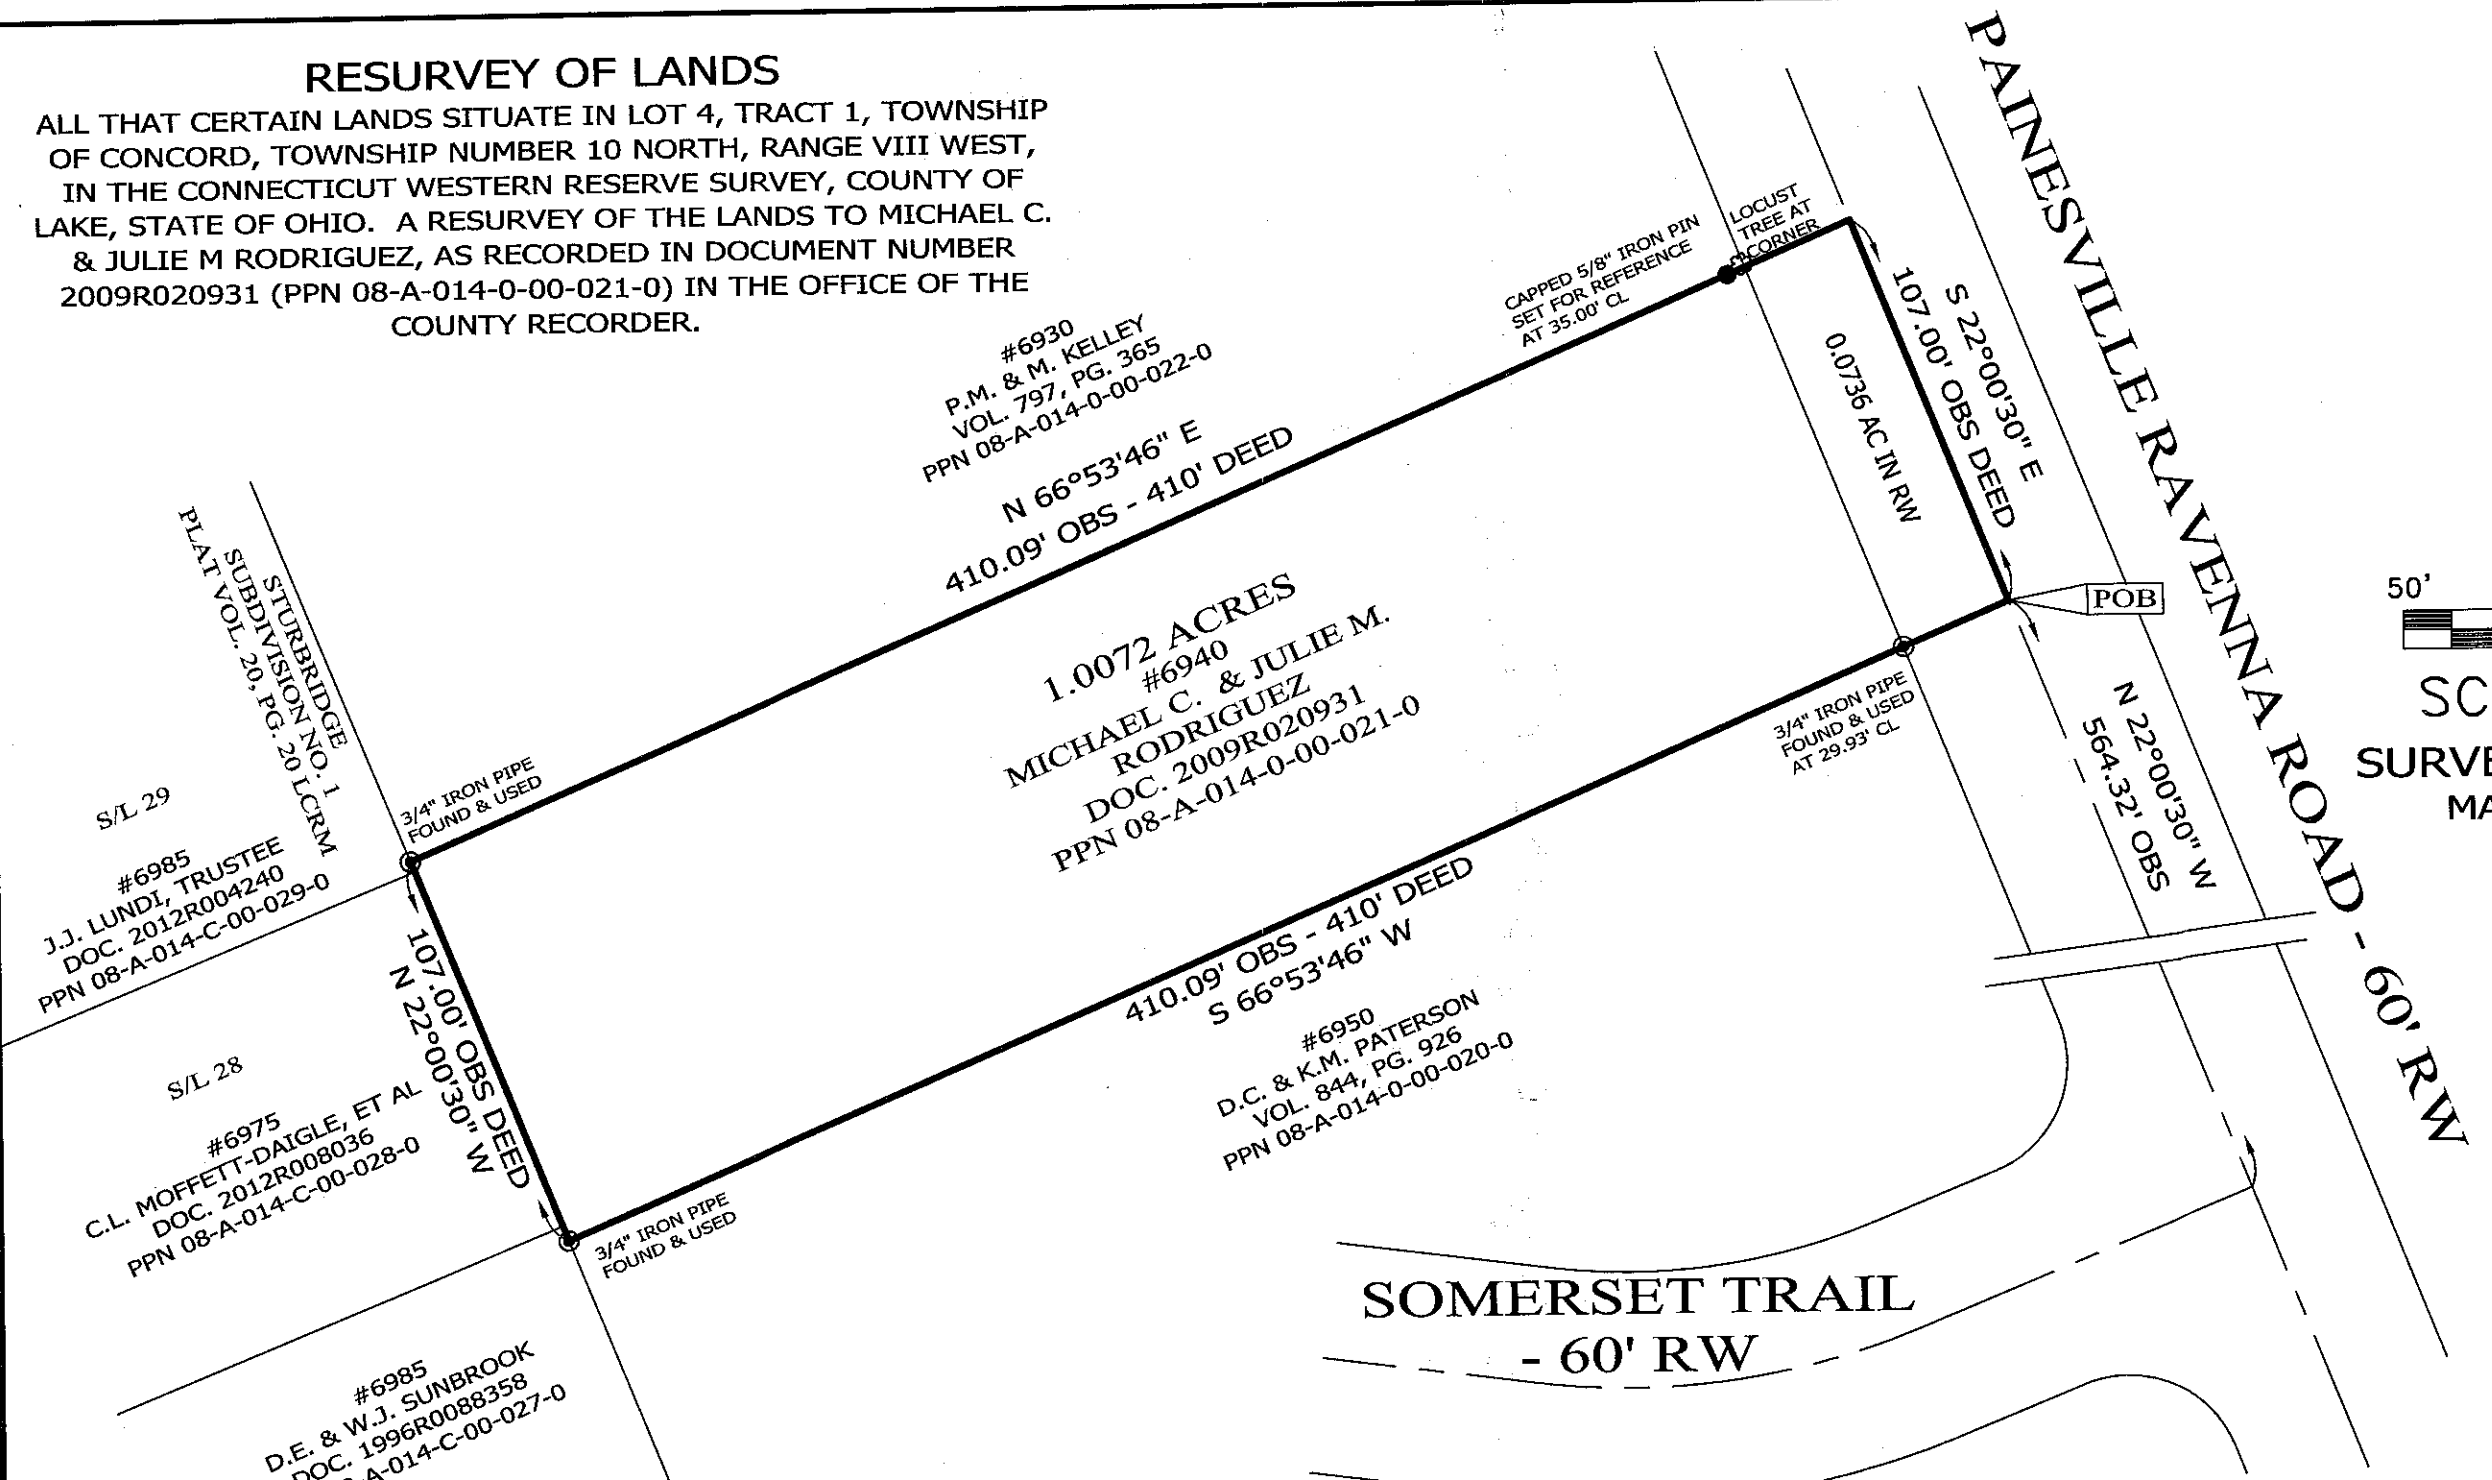 RESURVEY OF LANDS
ALL THAT CERTAIN LANDS SITUATE IN LOT 4, TRACT 1, TOWNSHIP
OF CONCORD, TOWNSHIP NUMBER 10 NORTH, RANGE VIII WEST,
IN THE CONNECTICUT WESTERN RESERVE SURVEY, COUNTY OF
LAKE, STATE OF OHIO. A RESURVEY OF THE LANDS TO MICHAEL C.
& JULIE M RODRIGUEZ, AS RECORDED IN DOCUMENT NUMBER
2009R020931 (PPN 08-A-014-0-00-021-0) IN THE OFFICE OF THE
COUNTY RECORDER.
PAINESVILLE RAVENNA ROAD - 60' RW
LOCUST
TREE AT
CORNER
CAPPED 5/8" IRON PIN
SET FOR REFERENCE
AT 35.00' CL
S 22°00'30" E
107.00' OBS DEED
0.0736 AC IN RW
#6930
P.M. & M. KELLEY
VOL. 797, PG. 365
PPN 08-A-014-0-00-022-0
N 66°53'46" E
410.09' OBS - 410' DEED
STURBRIDGE
SUBDIVISION NO. 1
PLAT VOL. 20, PG. 20 LCRM
1.0072 ACRES
#6940
MICHAEL C. & JULIE M.
RODRIGUEZ
DOC. 2009R020931
PPN 08-A-014-0-00-021-0
POB
50'
SC
SURVE
MA
3/4" IRON PIPE
FOUND & USED
AT 29.93' CL
N 22°00'30" W
564.32' OBS
3/4" IRON PIPE
FOUND & USED
S/L 29
#6985
J.J. LUNDI, TRUSTEE
DOC. 2012R004240
PPN 08-A-014-C-00-029-0
107.00' OBS DEED
N 22°00'30" W
410.09' OBS - 410' DEED
S 66°53'46" W
#6950
D.C. & K.M. PATERSON
VOL. 844, PG. 926
PPN 08-A-014-0-00-020-0
S/L 28
#6975
C.L. MOFFETT-DAIGLE, ET AL
DOC. 2012R008036
PPN 08-A-014-C-00-028-0
3/4" IRON PIPE
FOUND & USED
SOMERSET TRAIL
- 60' RW
#6985
D.E. & W.J. SUNBROOK
DOC. 1996R0088358
-A-014-C-00-027-0